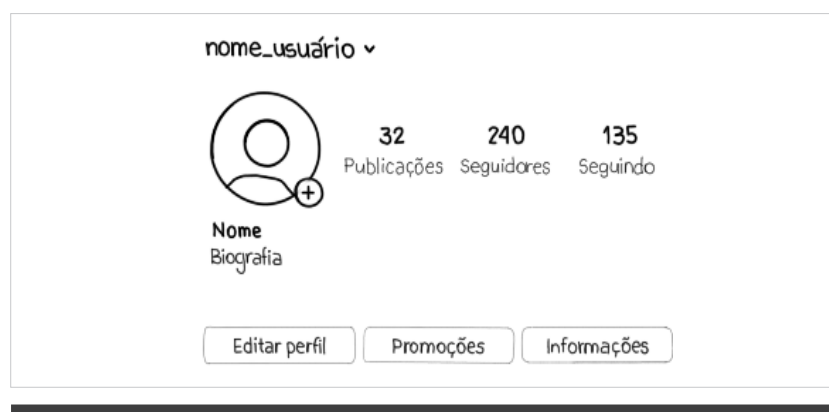 nome_usuário
32 240 135
Publicações Seguidores Seguindo
Nome
Biografia
Editar perfil Promoções Informações